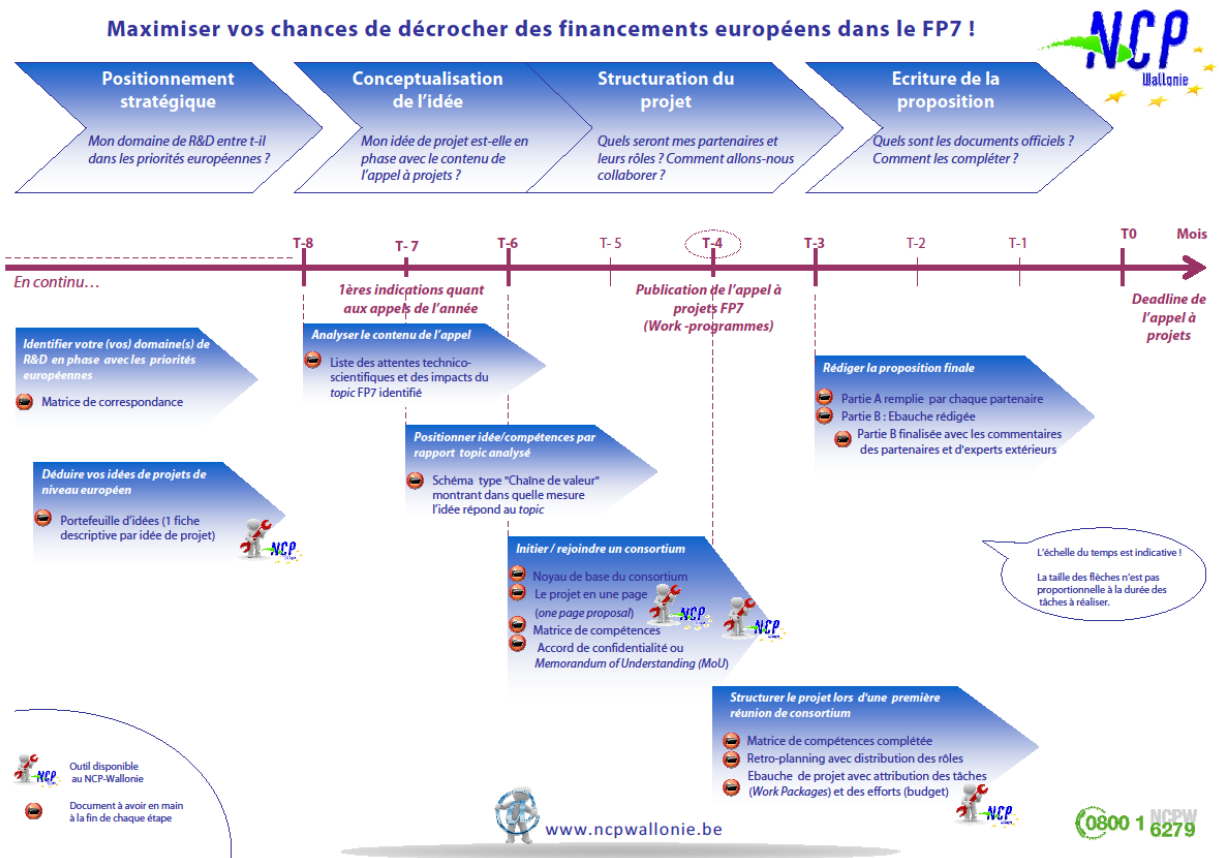 Maximiser vos chances de décrocher des financements européens dans le FP7 !
NCP
Wallonie
Positionnement
stratégique
Mon domaine de R&D entre t-il
dans les priorités européennes ?
Conceptualisation
de l'idée
Mon idée de projet est-elle en
phase avec le contenu de
l'appel à projets ?
Structuration du
projet
Quels seront mes partenaires et
leurs rôles ? Comment allons-nous
collaborer ?
Ecriture de la
proposition
Quels sont les documents officiels ?
Comment les compléter ?
T-8
T- 7
T-6
T- 5
T-4
T-3
T-2
T-1
T0
Mois
En continu…
1ères indications quant
aux appels de l'année
Publication de l'appel à
projets FP7
(Work -programmes)
Deadline de
l'appel à
projets
Identifier votre (vos) domaine(s) de
R&D en phase avec les priorités
européennes
Matrice de correspondance
Déduire vos idées de projets de
niveau européen
Portefeuille d'idées (1 fiche
descriptive par idée de projet)
NCP
Analyser le contenu de l'appel
Liste des attentes technico-
scientifiques et des impacts du
topic FP7 identifié
Positionner idée/compétences par
rapport topic analysé
Schéma type "Chaîne de valeur"
montrant dans quelle mesure
l'idée répond au topic
Initier / rejoindre un consortium
Noyau de base du consortium
Le projet en une page
(one page proposal)
Matrice de compétences
Accord de confidentialité ou
Memorandum of Understanding (MoU)
NCP
NCP
Structurer le projet lors d'une première
réunion de consortium
Matrice de compétences complétée
Retro-planning avec distribution des rôles
Ebauche de projet avec attribution des tâches
(Work Packages) et des efforts (budget)
NCP
Rédiger la proposition finale
Partie A remplie par chaque partenaire
Partie B : Ebauche rédigée
Partie B finalisée avec les commentaires
des partenaires et d'experts extérieurs
L'échelle du temps est indicative !
La taille des flèches n'est pas
proportionnelle à la durée des
tâches à réaliser.
NCP
Outil disponible
au NCP-Wallonie
Document à avoir en main
à la fin de chaque étape
www.ncpwallonie.be
0800 1 NCPW
6279